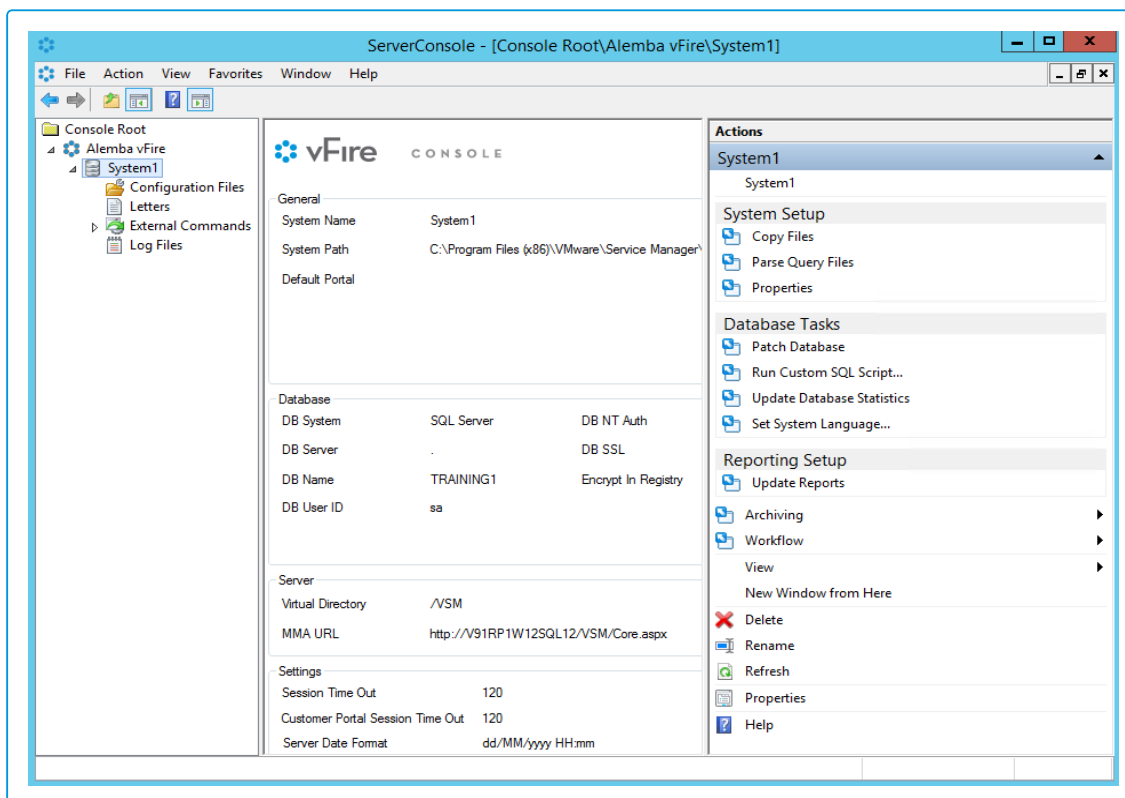 ServerConsole - [Console Root\Alemba vFire\System1]
File Action View Favorites Window Help
Console Root
Alemba vFire
System1
Configuration Files
Letters
External Commands
Log Files
vFire CONSOLE
General
System Name System1
System Path C:\Program Files (x86)\VMware\Service Manager\
Default Portal
Database
DB System SQL Server DB NT Auth
DB Server . DB SSL
DB Name TRAINING1 Encrypt In Registry
DB User ID sa
Server
Virtual Directory /VSM
MMA URL http://V91RP1W12SQL12/VSM/Core.aspx
Settings
Session Time Out 120
Customer Portal Session Time Out 120
Server Date Format dd/MM/yyyy HH:mm
Actions
System1
System1
System Setup
Copy Files
Parse Query Files
Properties
Database Tasks
Patch Database
Run Custom SQL Script...
Update Database Statistics
Set System Language...
Reporting Setup
Update Reports
Archiving
Workflow
View
New Window from Here
Delete
Rename
Refresh
Properties
Help